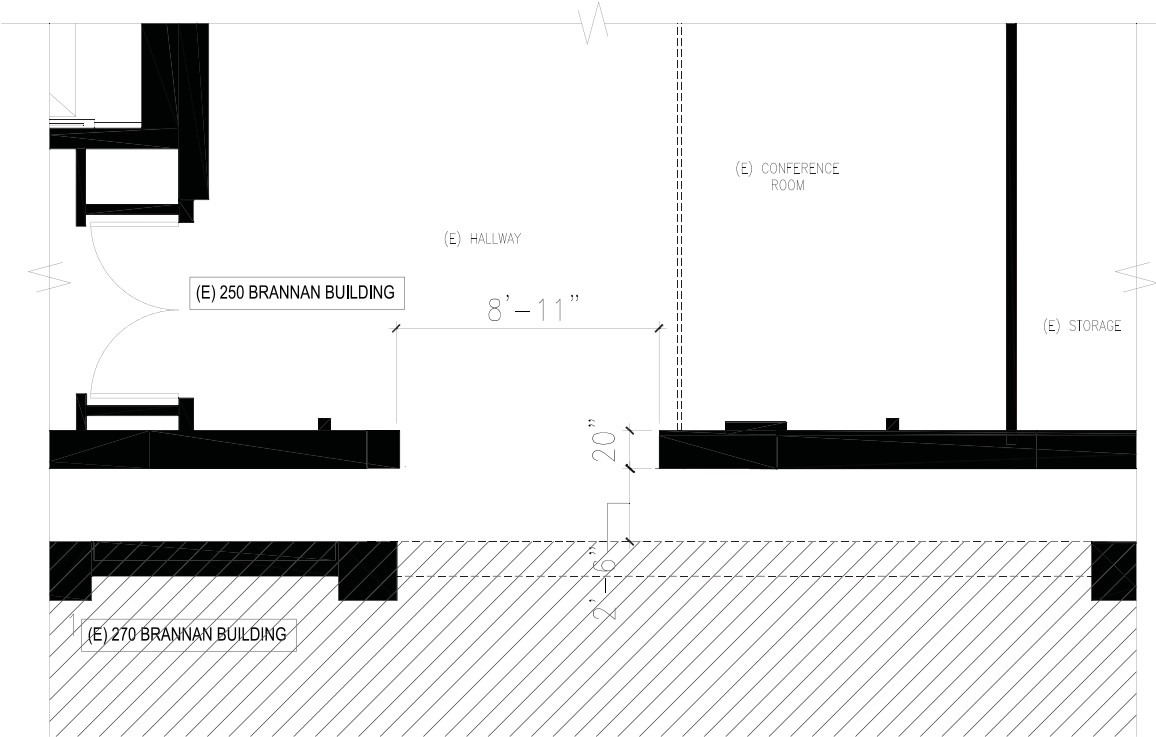 (E) CONFERENCE
ROOM
(E) HALLWAY
(E) 250 BRANNAN BUILDING
8'-11"
(E) STORAGE
20"
2'-6"
(E) 270 BRANNAN BUILDING